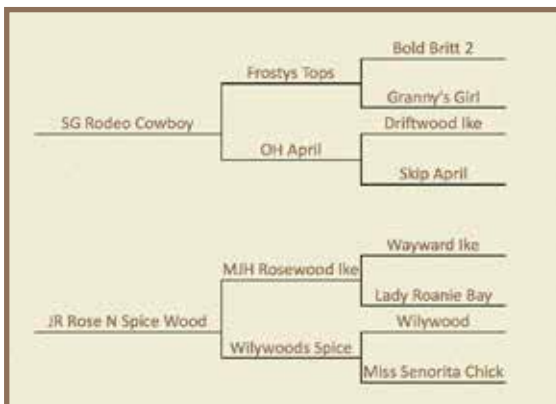 Bold Britt 2
Frostys Tops
Granny's Girl
SG Rodeo Cowboy
Driftwood Ike
OH April
Skip April
Wayward Ike
MJH Rosewood Ike
Lady Roanie Bay
JR Rose N Spice Wood
Wilywood
Wilywoods Spice
Miss Senorita Chick